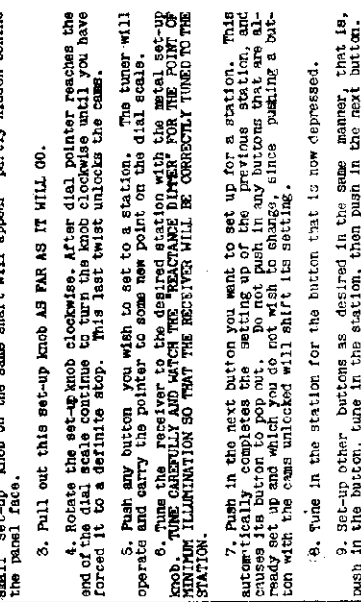 small set-up knob on the same shaft will appear partly hidden behind
the panel face.
3. Pull out this set-up knob AS FAR AS IT WILL GO.
4. Rotate the set-up knob clockwise. After dial pointer reaches the
end of the dial scale continue to turn the knob clockwise until you have
forced it to a definite stop. This last twist unlocks the cams.
5. Push any button you wish to set to a station. The tuner will
operate and carry the pointer to some new point on the dial scale.
6. Tune the receiver to the desired station with the metal set-up
knob. TUNE CAREFULLY AND WATCH THE "REACTANCE DIMMER" FOR THE POINT OF
MINIMUM ILLUMINATION SO THAT THE RECEIVER WILL BE CORRECTLY TUNED TO THE
STATION.
7. Push in the next button you want to set up for a station. This
automatically completes the setting up of the previous station, and
causes its button to pop out. Do not push in any buttons that are al-
ready set up and which you do not wish to change, since pushing a but-
ton with the cams unlocked will shift its setting.
8. Tune in the station for the button that is now depressed.
9. Set-up other buttons as desired in the same manner, that is,
push in the button, tune in the station, then push in the next button.